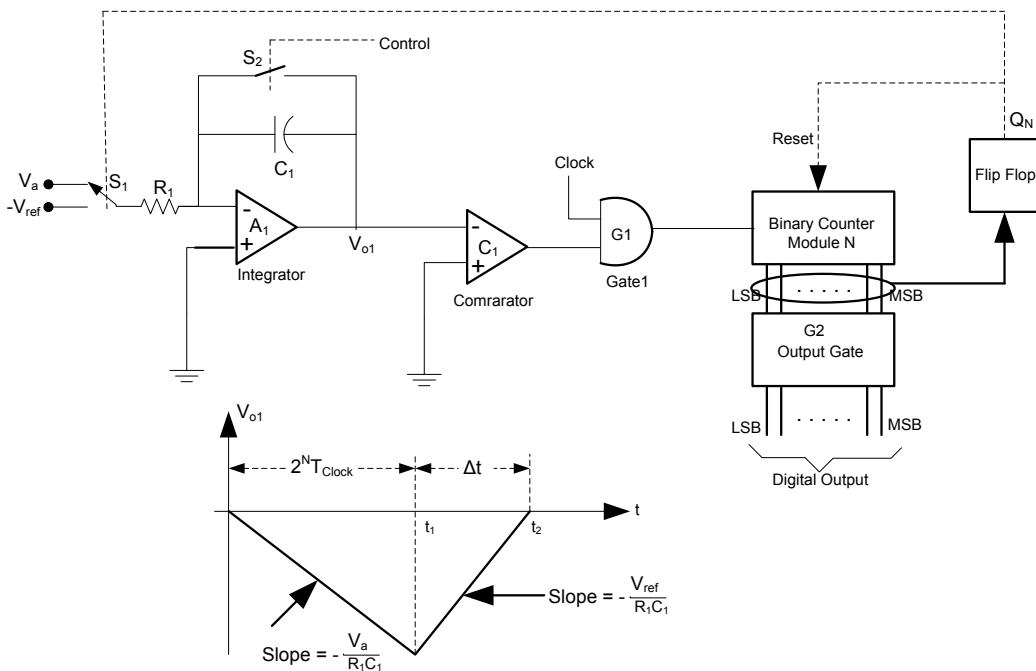 Control
S2
C1
Va
-Vref
S1
R1
-
+
A1
Integrator
Vo1
-
+
C1
Comrarator
Clock
G1
Gate1
Reset
QN
Flip Flop
Binary Counter
Module N
LSB ..... MSB
G2
Output Gate
LSB ..... MSB
Digital Output
Vo1
2^N TClock
Δt
t
t1
t2
Slope = - Va / R1C1
Slope = - Vref / R1C1